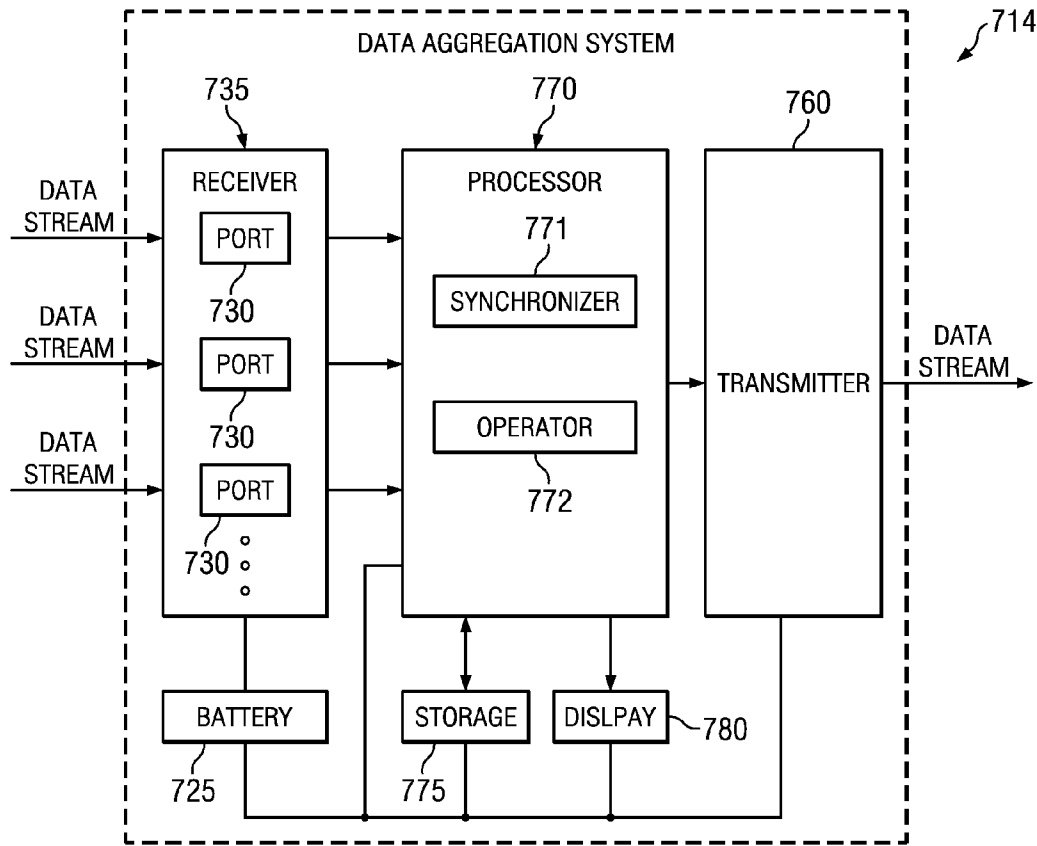 714
DATA AGGREGATION SYSTEM
735
770
760
RECEIVER
PROCESSOR
DATA
STREAM
PORT
730
771
SYNCHRONIZER
DATA
STREAM
PORT
730
TRANSMITTER
DATA
STREAM
OPERATOR
772
DATA
STREAM
PORT
730
BATTERY
725
STORAGE
775
DISLPAY
780